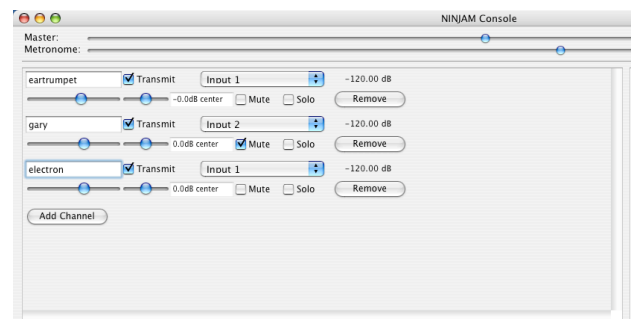 NINJAM Console
Master:
Metronome:
eartrumpet Transmit Input 1 -120.00 dB
-0.0dB center Mute Solo Remove
gary Transmit Input 2 -120.00 dB
0.0dB center Mute Solo Remove
electron Transmit Input 1 -120.00 dB
0.0dB center Mute Solo Remove
Add Channel